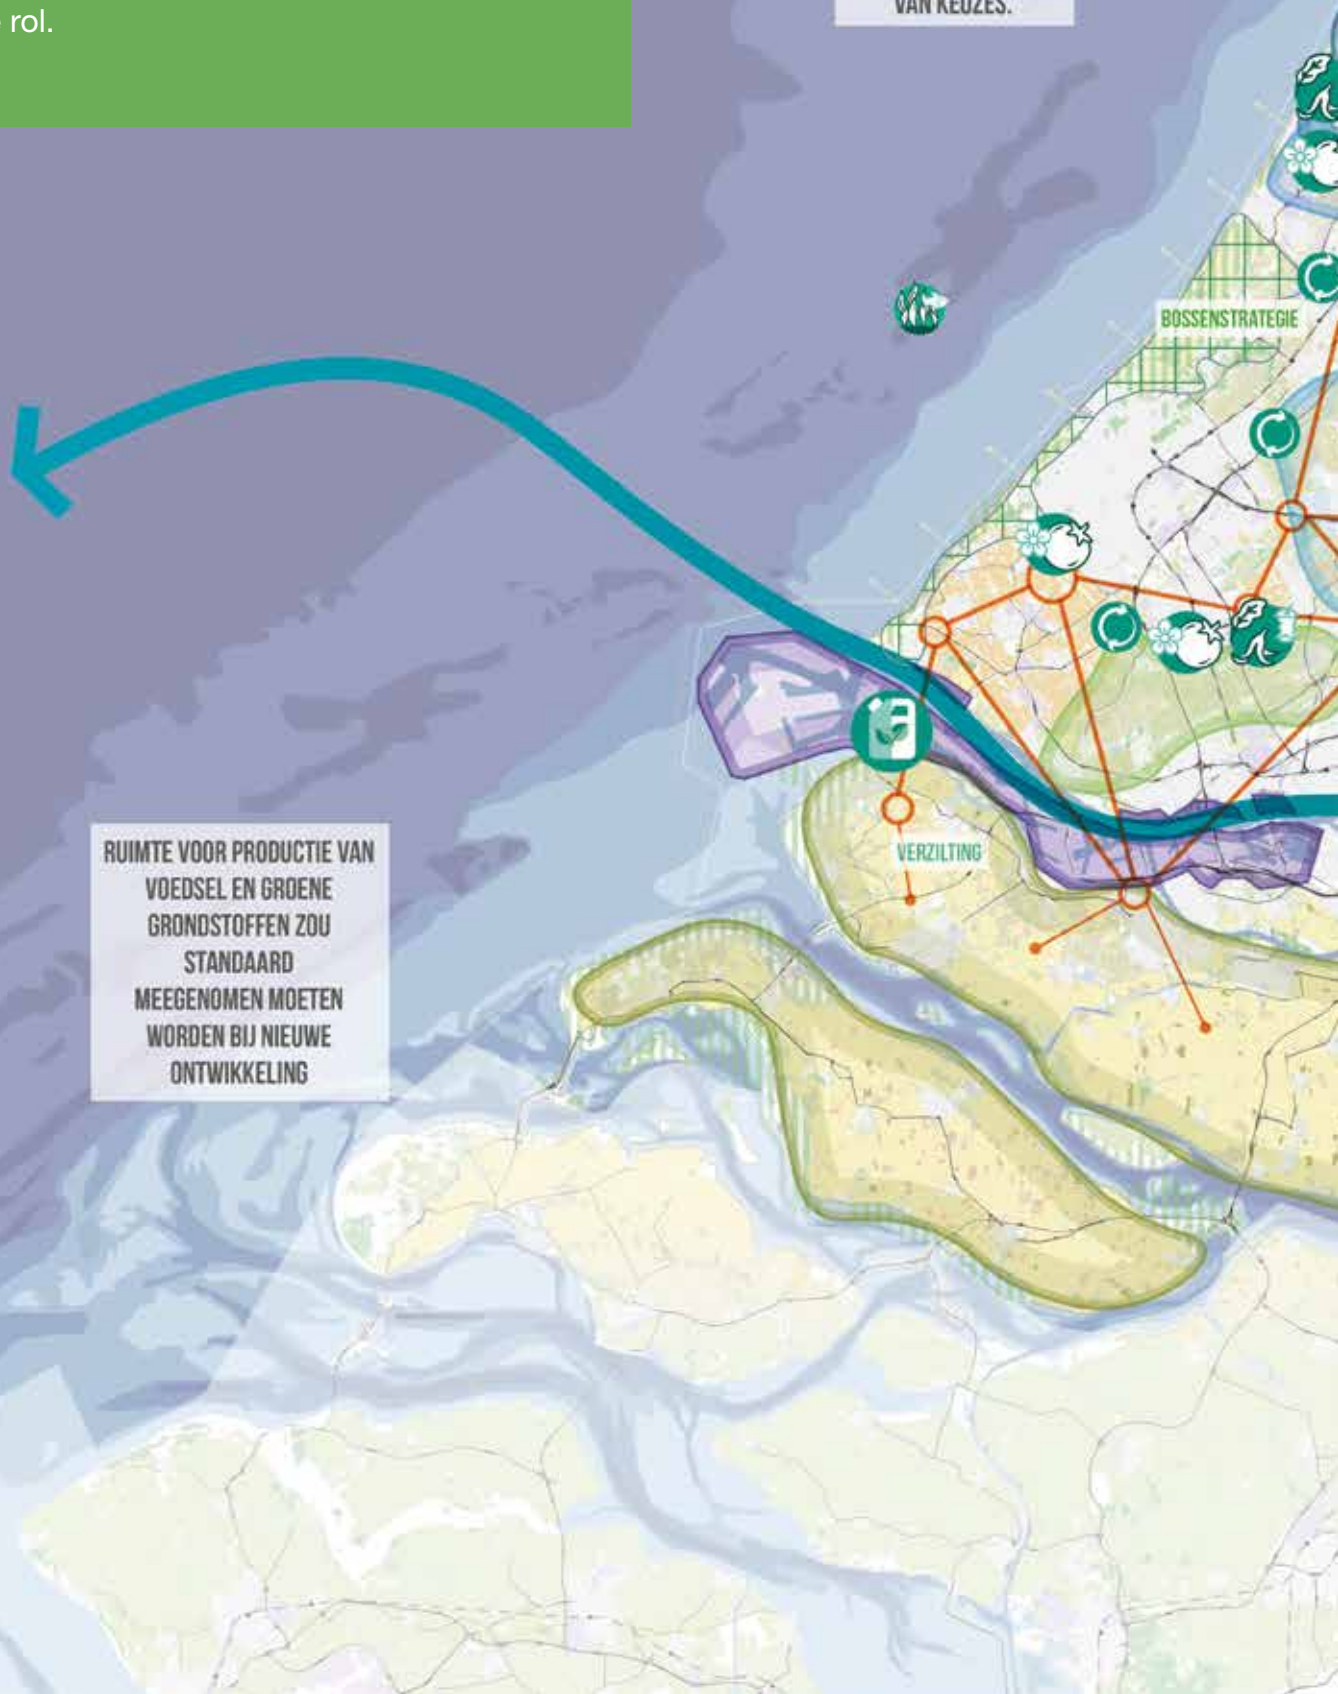 rol.
VAN KEUZES.
BOSSENSTRATEGIE
VERZILTING
RUIMTE VOOR PRODUCTIE VAN
VOEDSEL EN GROENE
GRONDSTOFFEN ZOU
STANDAARD
MEEGENOMEN MOETEN
WORDEN BIJ NIEUWE
ONTWIKKELING